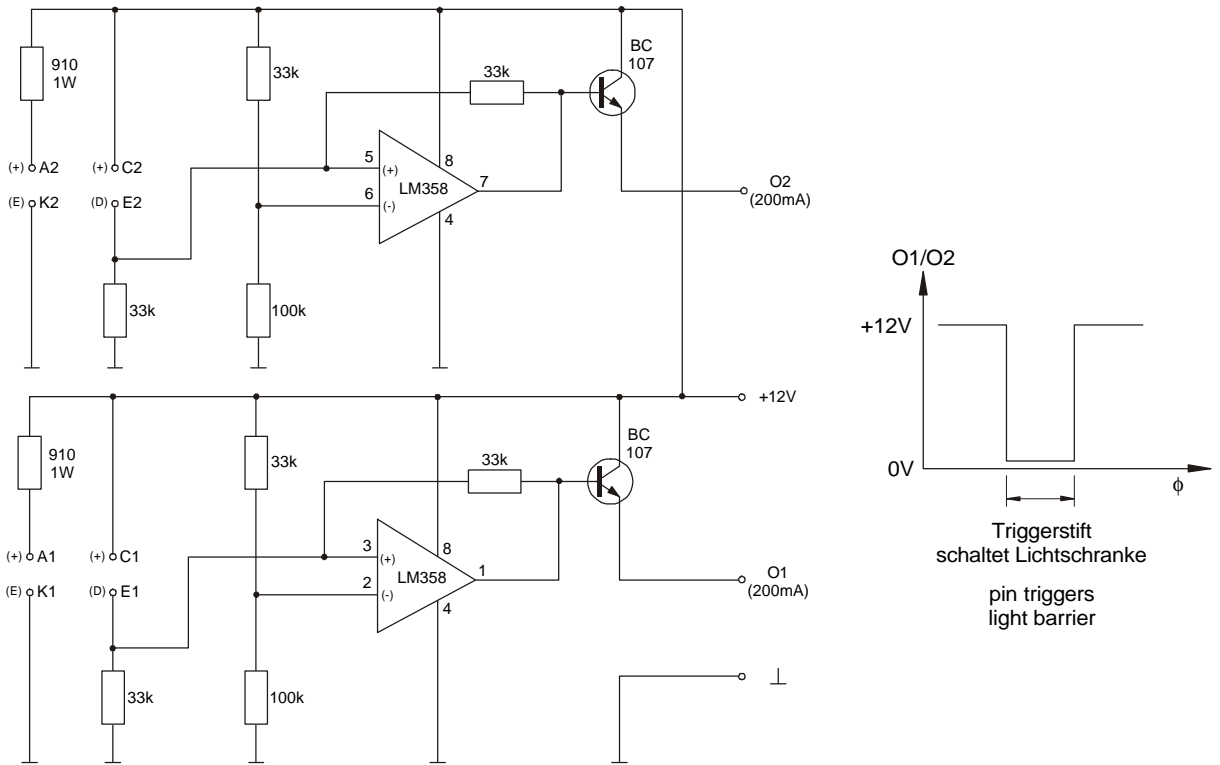 910
1W
33k
33k
BC
107
(+) A2
(+) C2
5
(+)
8
LM358
7
6
(-)
4
(E) K2
(D) E2
O2
(200mA)
33k
100k
+12V
910
1W
33k
33k
BC
107
(+) A1
(+) C1
3
(+)
8
LM358
1
2
(-)
4
(E) K1
(D) E1
O1
(200mA)
33k
100k
⊥
O1/O2
+12V
0V
ϕ
Triggerstift
schaltet Lichtschranke
pin triggers
light barrier